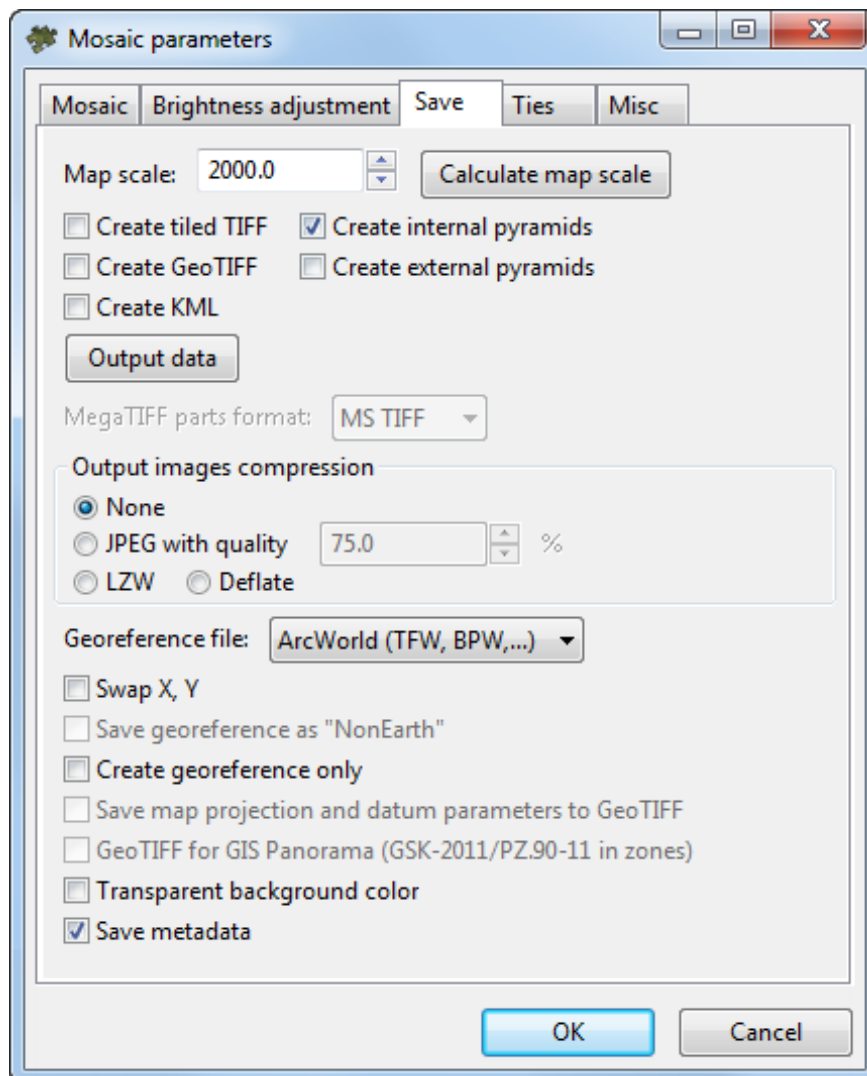 Mosaic parameters
Mosaic Brightness adjustment Save Ties Misc
Map scale: 2000.0 Calculate map scale
Create tiled TIFF Create internal pyramids
Create GeoTIFF Create external pyramids
Create KML
Output data
MegaTIFF parts format: MS TIFF
Output images compression
None
JPEG with quality 75.0 %
LZW Deflate
Georeference file: ArcWorld (TFW, BPW,...)
Swap X, Y
Save georeference as "NonEarth"
Create georeference only
Save map projection and datum parameters to GeoTIFF
GeoTIFF for GIS Panorama (GSK-2011/PZ.90-11 in zones)
Transparent background color
Save metadata
OK Cancel